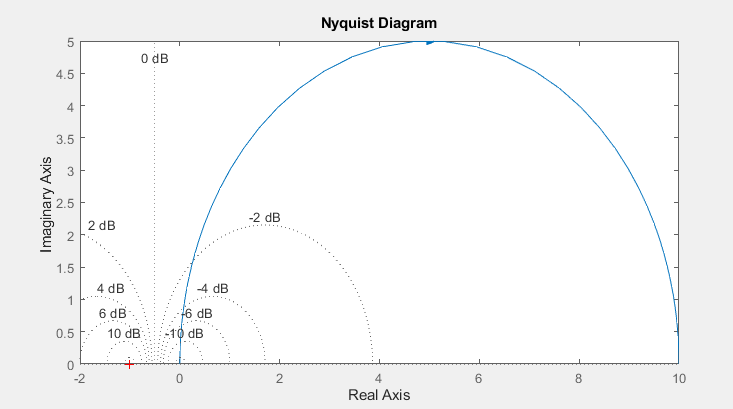 Nyquist Diagram
5
4.5
4
3.5
3
2.5
2
1.5
1
0.5
0
Imaginary Axis
0 dB
2 dB
-2 dB
4 dB
-4 dB
6 dB
-6 dB
10 dB
-10 dB
-2
0
2
4
6
8
10
Real Axis